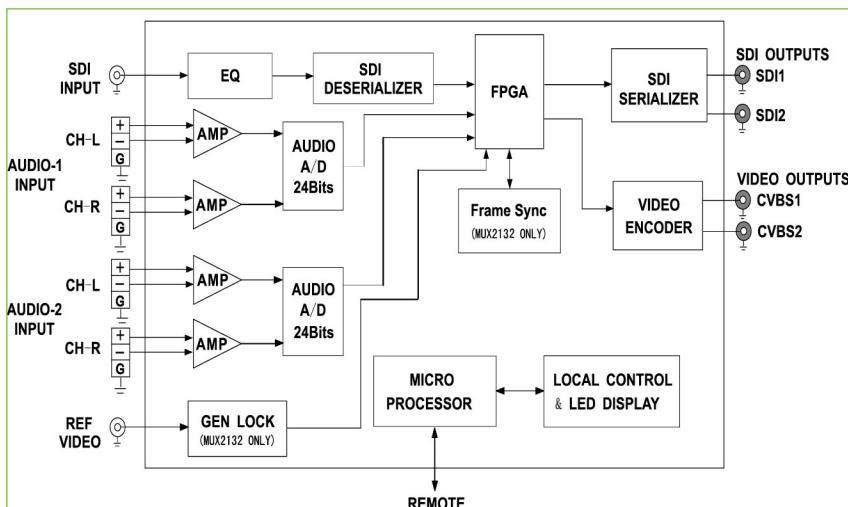 SDI INPUT
EQ
SDI DESERIALIZER
FPGA
SDI SERIALIZER
SDI OUTPUTS
SDI1
SDI2
AUDIO-1 INPUT
CH-L
+
−
G
AMP
CH-R
+
−
G
AMP
AUDIO A/D 24Bits
Frame Sync
(MUX2132 ONLY)
VIDEO ENCODER
VIDEO OUTPUTS
CVBS1
CVBS2
AUDIO-2 INPUT
CH-L
+
−
G
AMP
CH-R
+
−
G
AMP
AUDIO A/D 24Bits
MICRO PROCESSOR
LOCAL CONTROL
& LED DISPLAY
REF VIDEO
GEN LOCK
(MUX2132 ONLY)
REMOTE